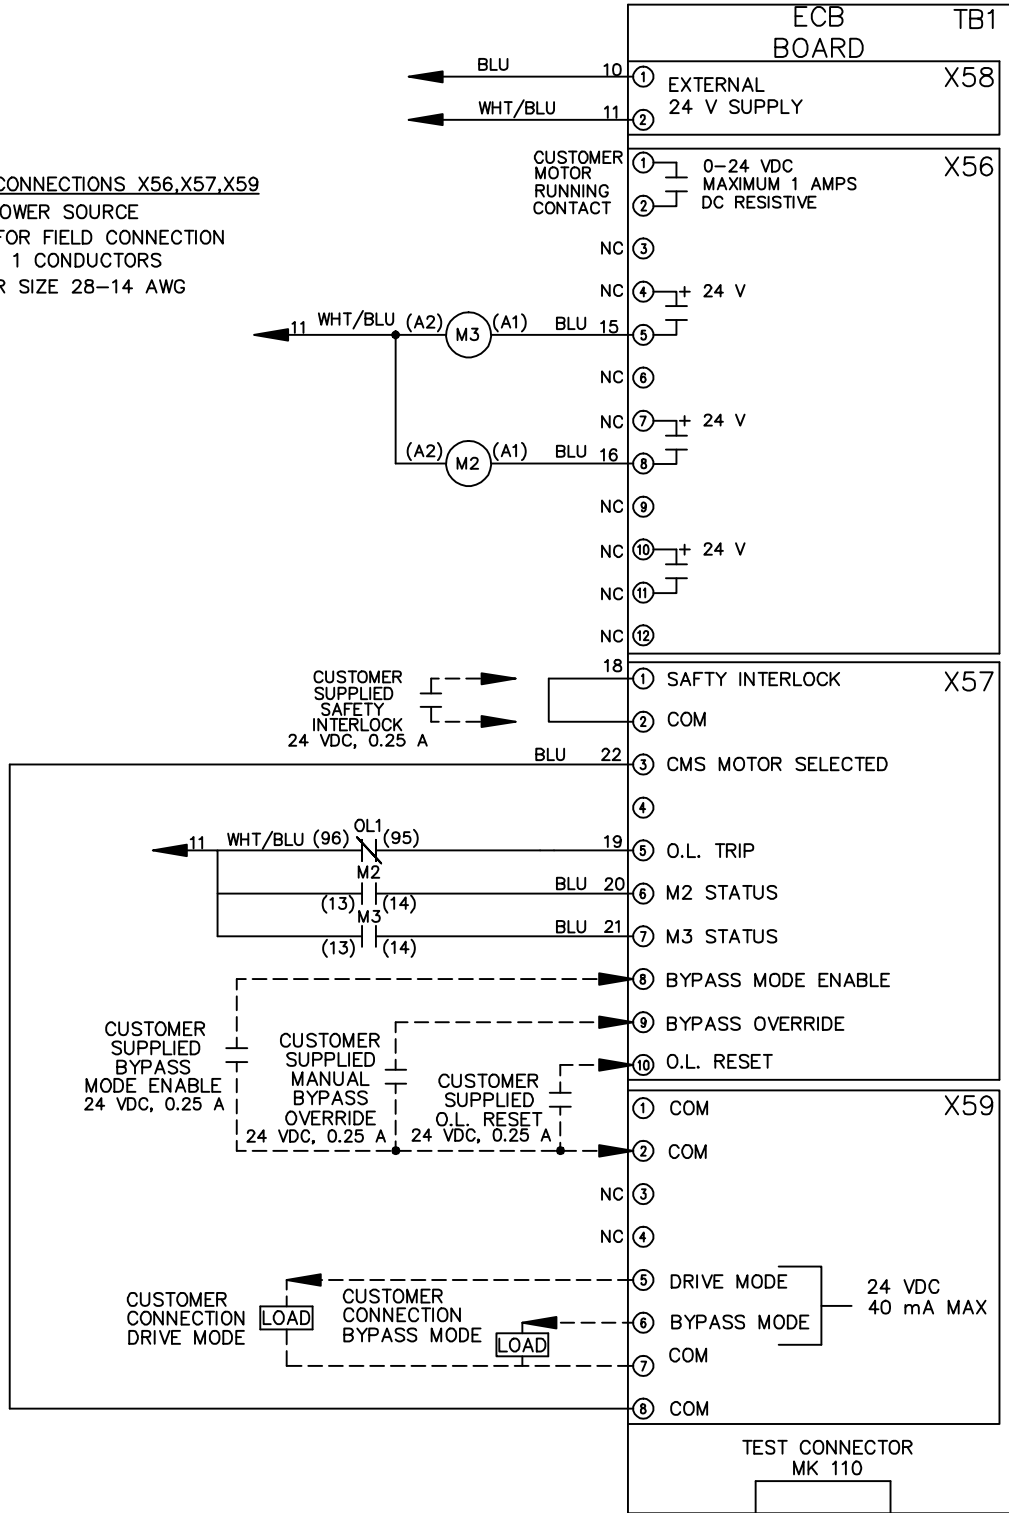 ECB
BOARD
TB1
X58
BLU 10 1 EXTERNAL
WHT/BLU 11 2 24 V SUPPLY
CONNECTIONS X56,X57,X59
OWER SOURCE
FOR FIELD CONNECTION
1 CONDUCTORS
R SIZE 28-14 AWG
X56
CUSTOMER
MOTOR
RUNNING
CONTACT
1
2
0-24 VDC
MAXIMUM 1 AMPS
DC RESISTIVE
NC 3
NC 4 + 24 V
11 WHT/BLU (A2) M3 (A1) BLU 15 5
NC 6
NC 7 + 24 V
(A2) M2 (A1) BLU 16 8
NC 9
NC 10 + 24 V
NC 11
NC 12
X57
CUSTOMER
SUPPLIED
SAFETY
INTERLOCK
24 VDC, 0.25 A
18 1 SAFTY INTERLOCK
2 COM
BLU 22 3 CMS MOTOR SELECTED
4
11 WHT/BLU (96) OL1 (95) 19 5 O.L. TRIP
M2
(13) (14) BLU 20 6 M2 STATUS
M3
(13) (14) BLU 21 7 M3 STATUS
8 BYPASS MODE ENABLE
9 BYPASS OVERRIDE
10 O.L. RESET
CUSTOMER
SUPPLIED
BYPASS
MODE ENABLE
24 VDC, 0.25 A
CUSTOMER
SUPPLIED
MANUAL
BYPASS
OVERRIDE
24 VDC, 0.25 A
CUSTOMER
SUPPLIED
O.L. RESET
24 VDC, 0.25 A
X59
1 COM
2 COM
NC 3
NC 4
5 DRIVE MODE
6 BYPASS MODE
24 VDC
40 mA MAX
7 COM
8 COM
CUSTOMER
CONNECTION
DRIVE MODE
LOAD
CUSTOMER
CONNECTION
BYPASS MODE
LOAD
TEST CONNECTOR
MK 110